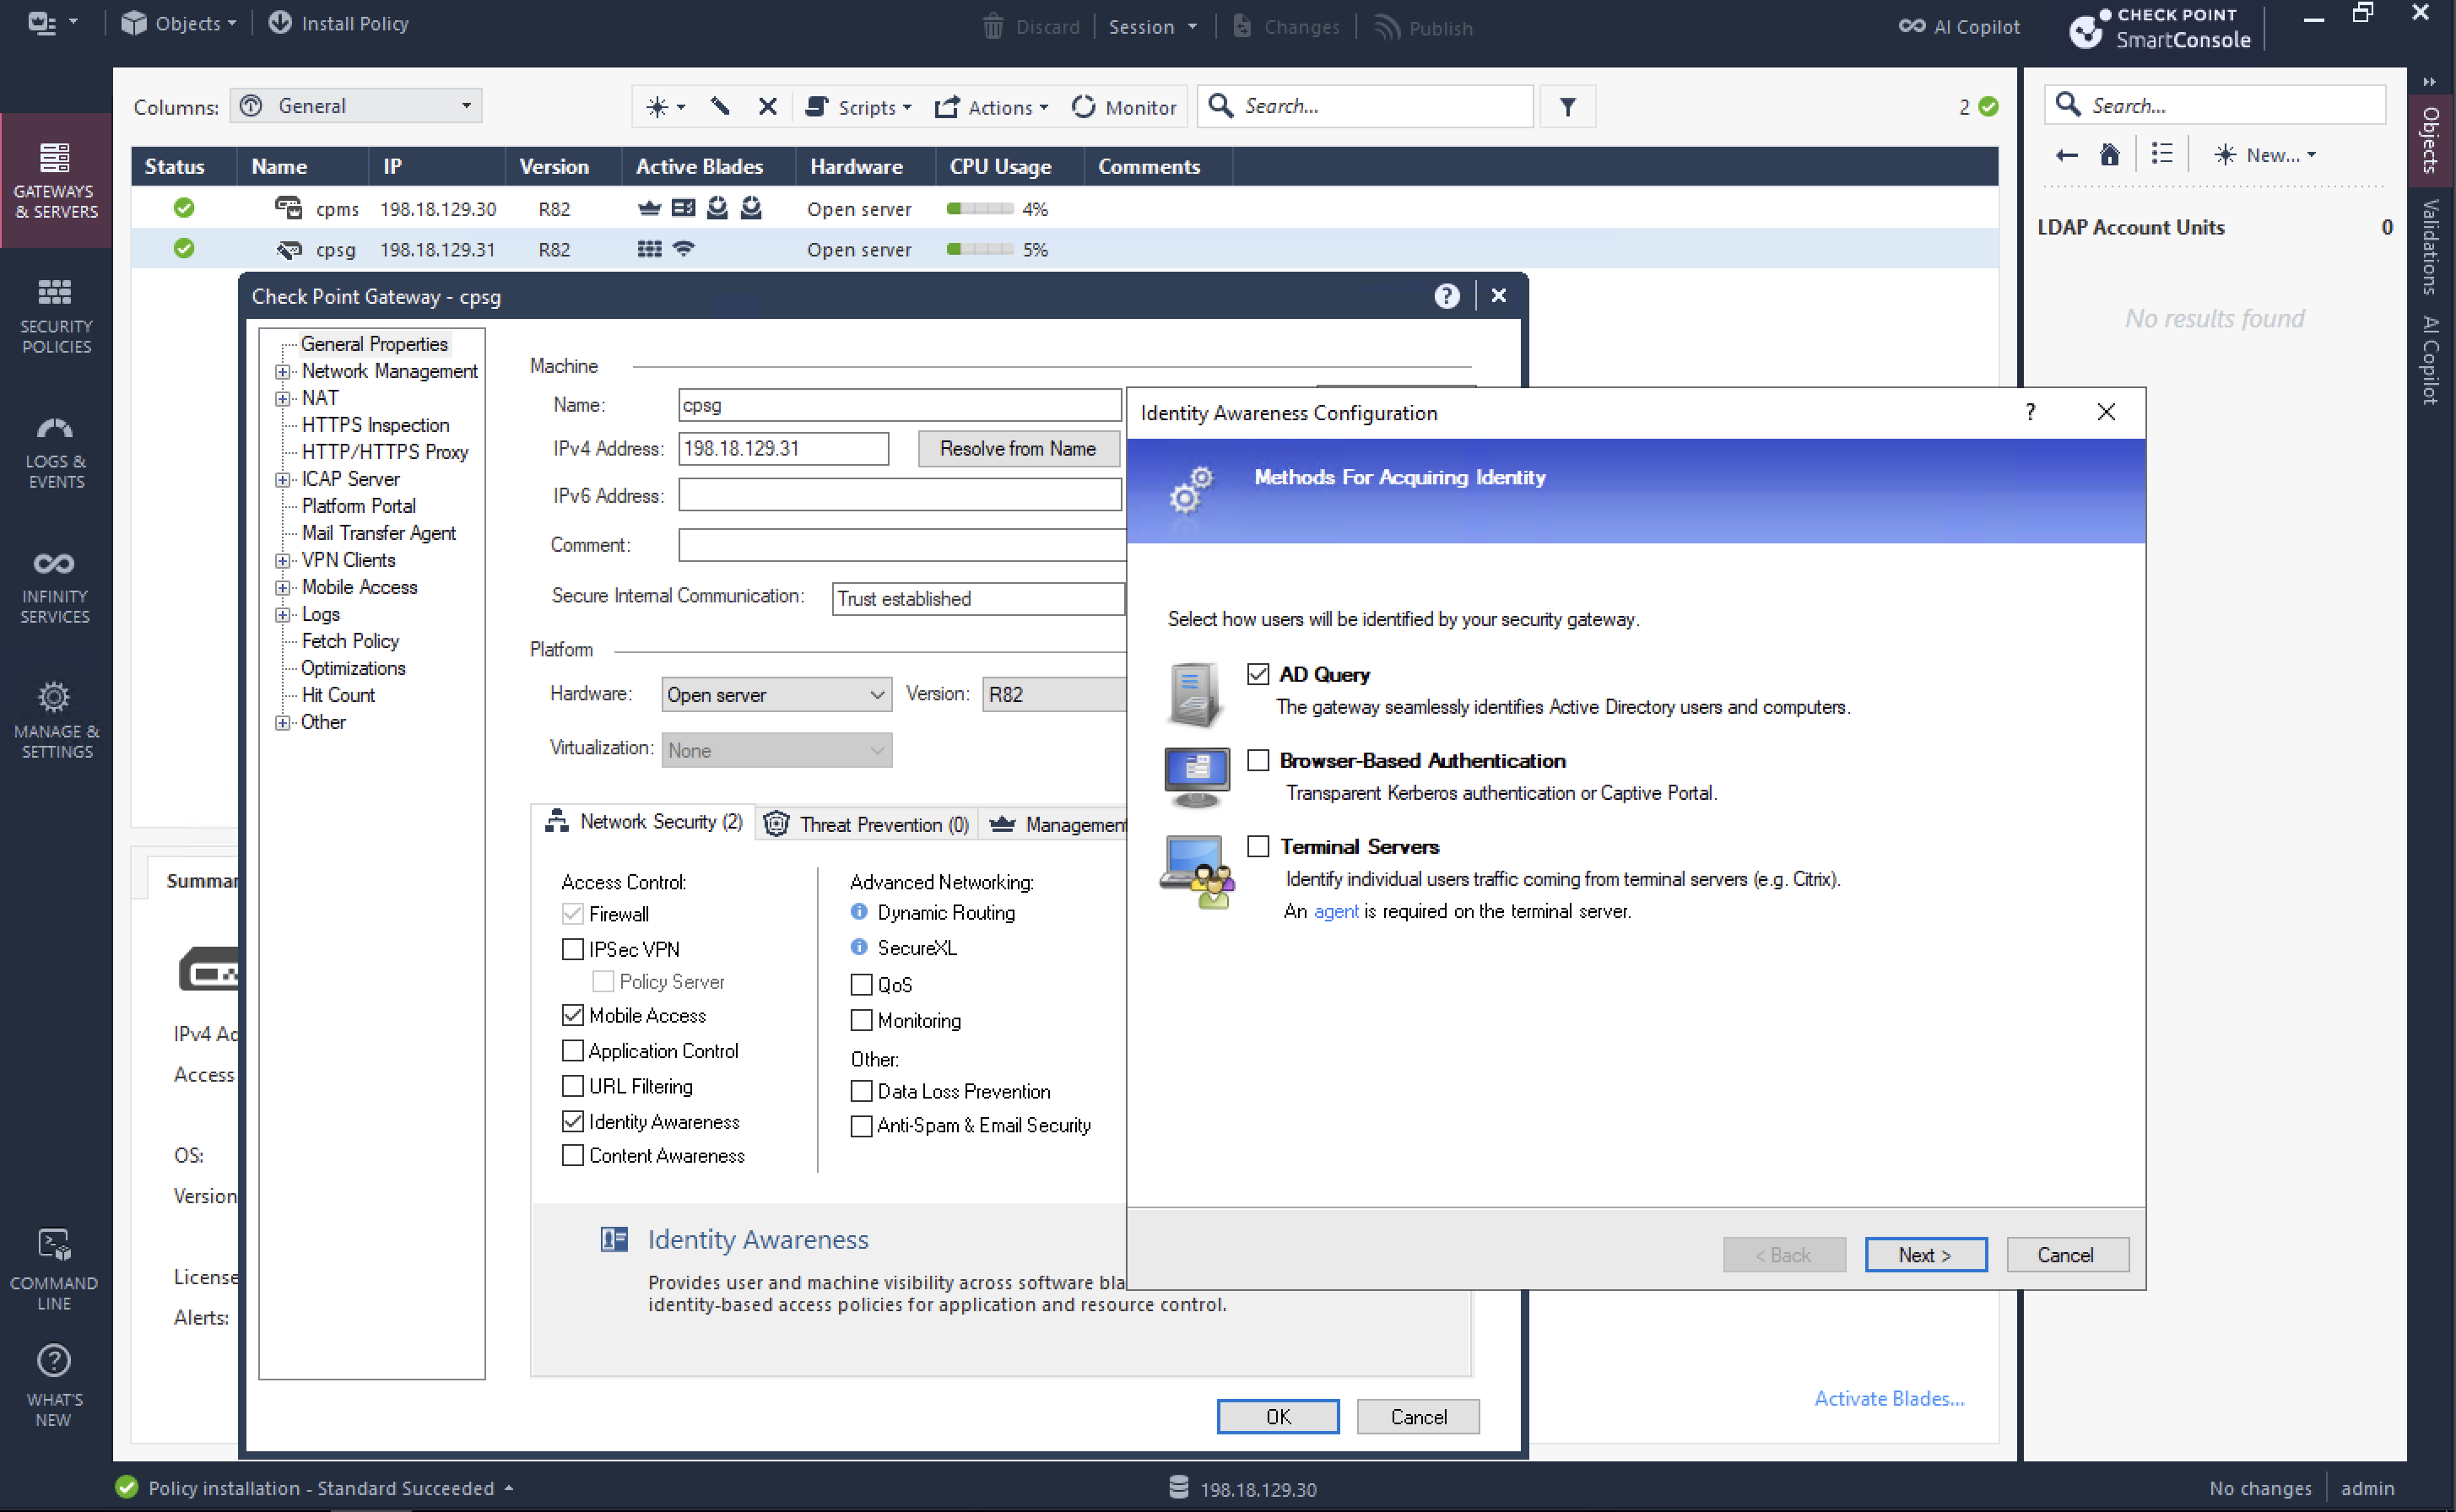 Objects
Install Policy
Discard
Session
Changes
Publish
AI Copilot
CHECK POINT
SmartConsole
GATEWAYS
& SERVERS
SECURITY
POLICIES
LOGS &
EVENTS
INFINITY
SERVICES
MANAGE &
SETTINGS
COMMAND
LINE
WHAT'S
NEW
Columns: General
Scripts
Actions
Monitor
Search...
2
Status Name IP Version Active Blades Hardware CPU Usage Comments
cpms 198.18.129.30 R82 Open server 4%
cpsg 198.18.129.31 R82 Open server 5%
Summar
IPv4 Ad
Access
OS:
Version
License
Alerts:
Activate Blades...
Check Point Gateway - cpsg
?
General Properties
Network Management
NAT
HTTPS Inspection
HTTP/HTTPS Proxy
ICAP Server
Platform Portal
Mail Transfer Agent
VPN Clients
Mobile Access
Logs
Fetch Policy
Optimizations
Hit Count
Other
Machine
Name: cpsg
IPv4 Address: 198.18.129.31 Resolve from Name
IPv6 Address:
Comment:
Secure Internal Communication: Trust established
Platform
Hardware: Open server Version: R82
Virtualization: None
Network Security (2) Threat Prevention (0) Management
Access Control:
Firewall
IPSec VPN
Policy Server
Mobile Access
Application Control
URL Filtering
Identity Awareness
Content Awareness
Advanced Networking:
Dynamic Routing
SecureXL
QoS
Monitoring
Other:
Data Loss Prevention
Anti-Spam & Email Security
Identity Awareness
Provides user and machine visibility across software bla
identity-based access policies for application and resource control.
OK Cancel
Identity Awareness Configuration
?
Methods For Acquiring Identity
Select how users will be identified by your security gateway.
AD Query
The gateway seamlessly identifies Active Directory users and computers.
Browser-Based Authentication
Transparent Kerberos authentication or Captive Portal.
Terminal Servers
Identify individual users traffic coming from terminal servers (e.g. Citrix).
An agent is required on the terminal server.
< Back Next > Cancel
Search...
New...
LDAP Account Units 0
No results found
Objects
Validations
AI Copilot
Policy installation - Standard Succeeded
198.18.129.30
No changes
admin